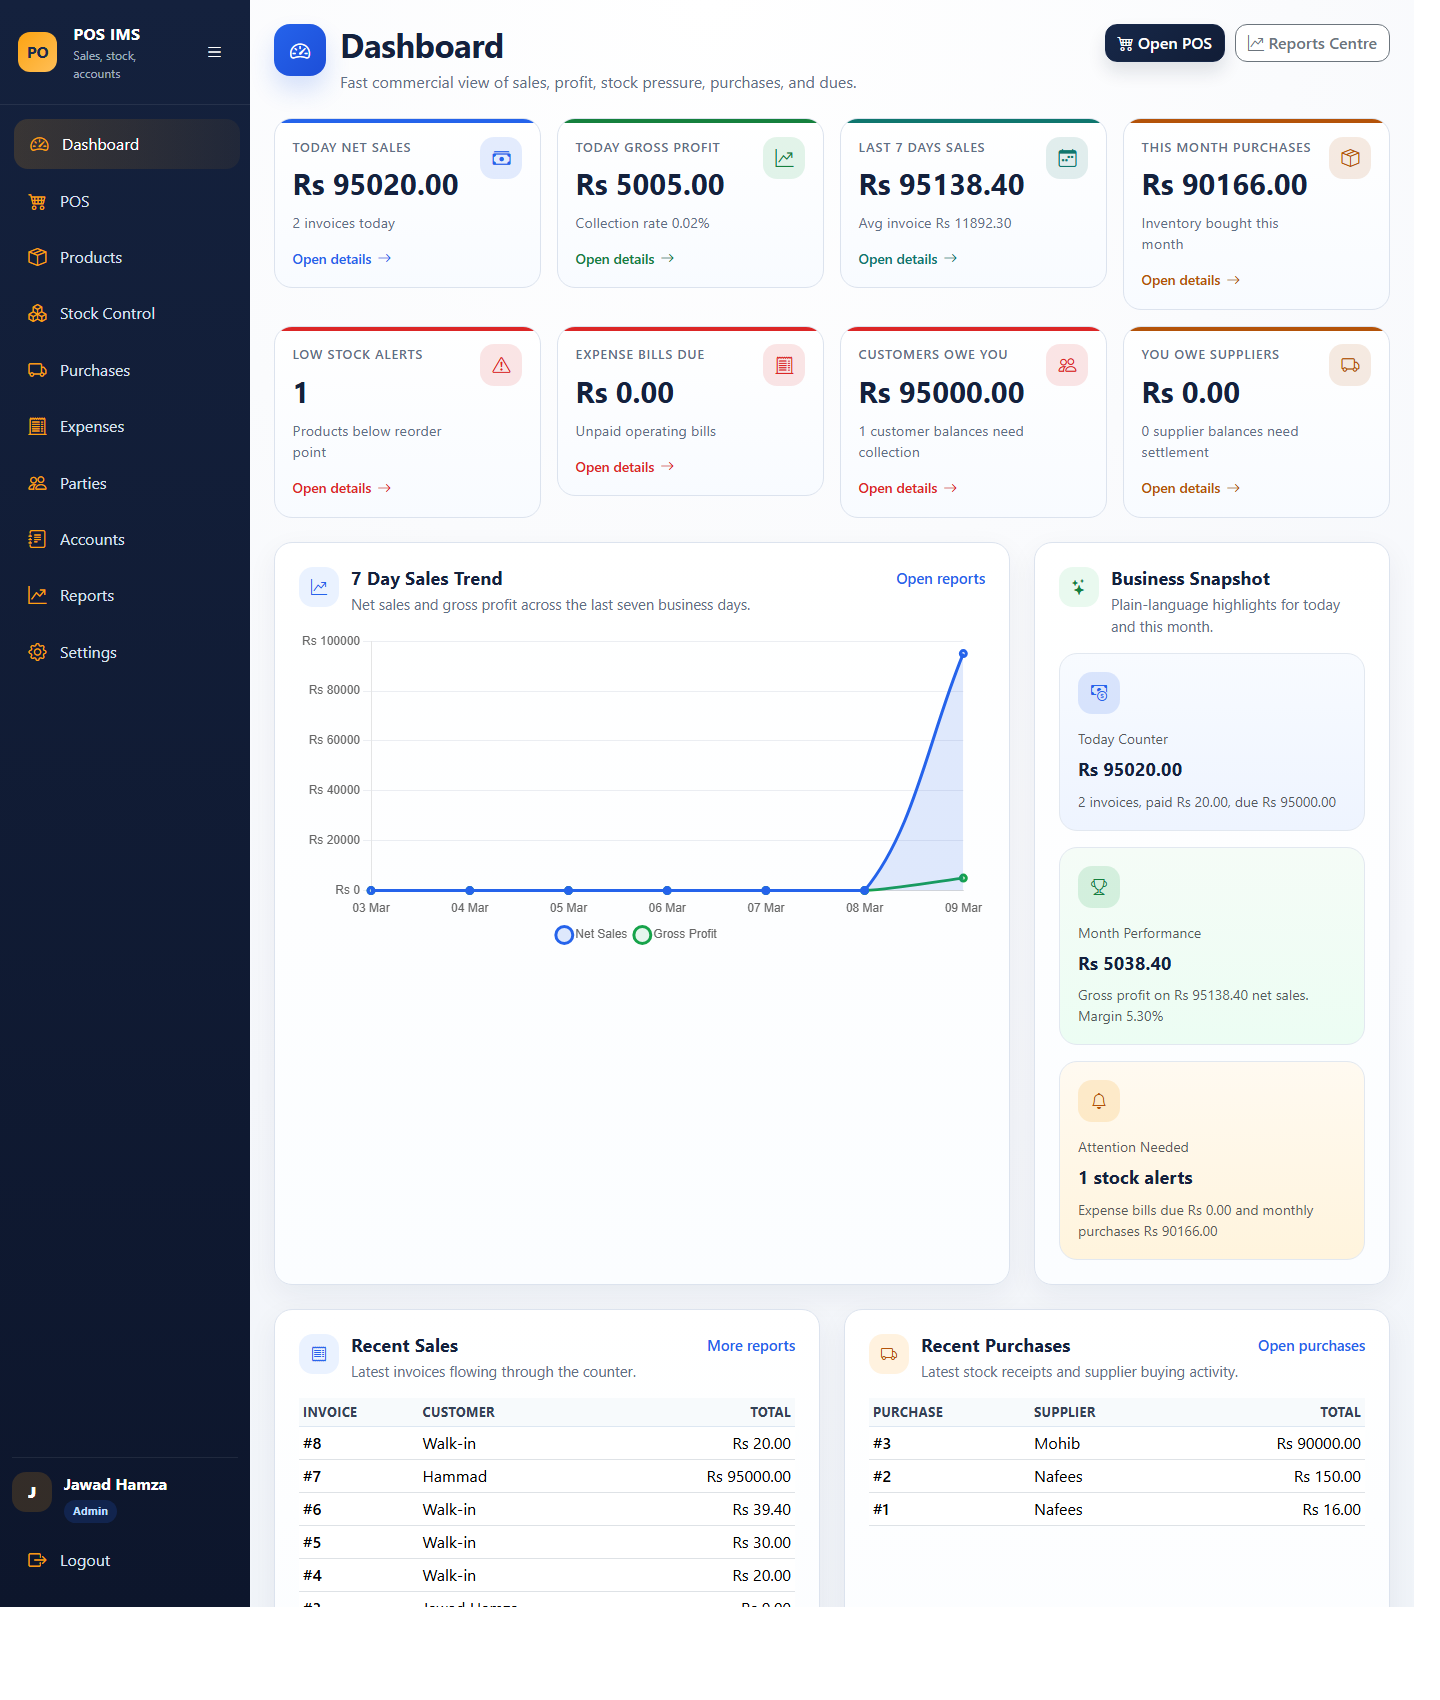 PO
POS IMS
Sales, stock,
accounts
Dashboard
POS
Products
Stock Control
Purchases
Expenses
Parties
Accounts
Reports
Settings
J
Jawad Hamza
Admin
Logout
Dashboard
Fast commercial view of sales, profit, stock pressure, purchases, and dues.
Open POS
Reports Centre
TODAY NET SALES
Rs 95020.00
2 invoices today
Open details
TODAY GROSS PROFIT
Rs 5005.00
Collection rate 0.02%
Open details
LAST 7 DAYS SALES
Rs 95138.40
Avg invoice Rs 11892.30
Open details
THIS MONTH PURCHASES
Rs 90166.00
Inventory bought this
month
Open details
LOW STOCK ALERTS
1
Products below reorder
point
Open details
EXPENSE BILLS DUE
Rs 0.00
Unpaid operating bills
Open details
CUSTOMERS OWE YOU
Rs 95000.00
1 customer balances need
collection
Open details
YOU OWE SUPPLIERS
Rs 0.00
0 supplier balances need
settlement
Open details
7 Day Sales Trend
Open reports
Net sales and gross profit across the last seven business days.
Rs 100000
Rs 80000
Rs 60000
Rs 40000
Rs 20000
Rs 0
03 Mar 04 Mar 05 Mar 06 Mar 07 Mar 08 Mar 09 Mar
Net Sales Gross Profit
Business Snapshot
Plain-language highlights for today
and this month.
Today Counter
Rs 95020.00
2 invoices, paid Rs 20.00, due Rs 95000.00
Month Performance
Rs 5038.40
Gross profit on Rs 95138.40 net sales.
Margin 5.30%
Attention Needed
1 stock alerts
Expense bills due Rs 0.00 and monthly
purchases Rs 90166.00
Recent Sales
More reports
Latest invoices flowing through the counter.
INVOICE CUSTOMER TOTAL
#8 Walk-in Rs 20.00
#7 Hammad Rs 95000.00
#6 Walk-in Rs 39.40
#5 Walk-in Rs 30.00
#4 Walk-in Rs 20.00
Recent Purchases
Open purchases
Latest stock receipts and supplier buying activity.
PURCHASE SUPPLIER TOTAL
#3 Mohib Rs 90000.00
#2 Nafees Rs 150.00
#1 Nafees Rs 16.00